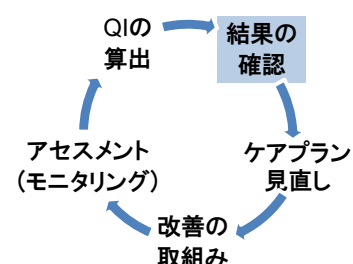 QIの
算出
結果の
確認
ケアプラン
見直し
改善の
取組み
アセスメント
(モニタリング)